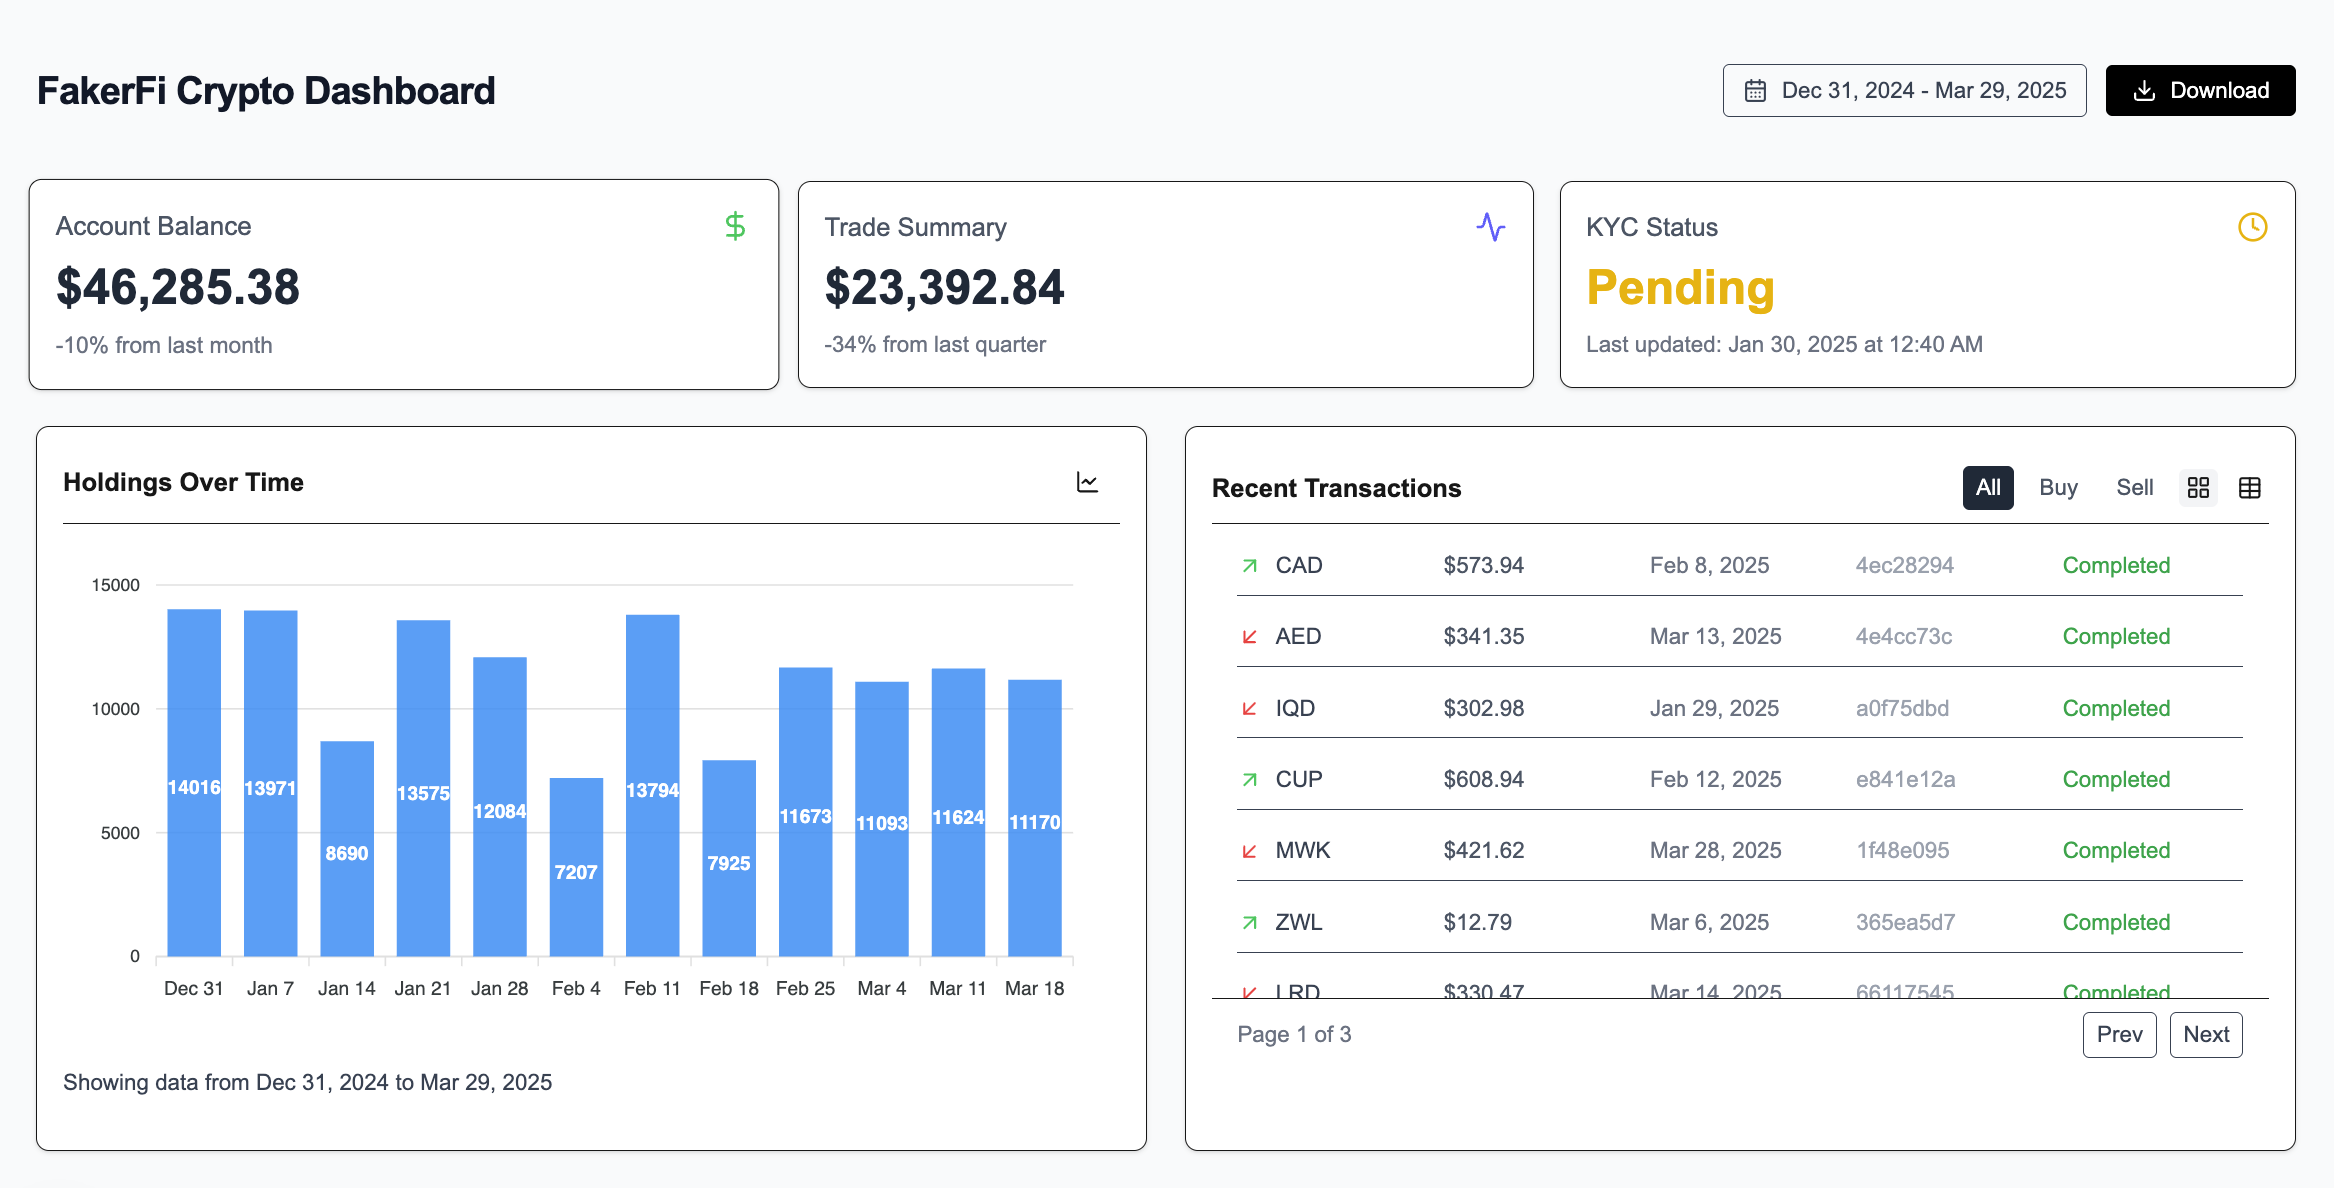 FakerFi Crypto Dashboard
Dec 31, 2024 - Mar 29, 2025
Download
Account Balance
$46,285.38
-10% from last month
Trade Summary
$23,392.84
-34% from last quarter
KYC Status
Pending
Last updated: Jan 30, 2025 at 12:40 AM
Holdings Over Time
15000
10000
5000
0
14016 13971 8690 13575 12084 7207 13794 7925 11673 11093 11624 11170
Dec 31 Jan 7 Jan 14 Jan 21 Jan 28 Feb 4 Feb 11 Feb 18 Feb 25 Mar 4 Mar 11 Mar 18
Showing data from Dec 31, 2024 to Mar 29, 2025
Recent Transactions
All Buy Sell
CAD $573.94 Feb 8, 2025 4ec28294 Completed
AED $341.35 Mar 13, 2025 4e4cc73c Completed
IQD $302.98 Jan 29, 2025 a0f75dbd Completed
CUP $608.94 Feb 12, 2025 e841e12a Completed
MWK $421.62 Mar 28, 2025 1f48e095 Completed
ZWL $12.79 Mar 6, 2025 365ea5d7 Completed
LRD $330.47 Mar 14, 2025 66117545 Completed
Page 1 of 3
Prev Next